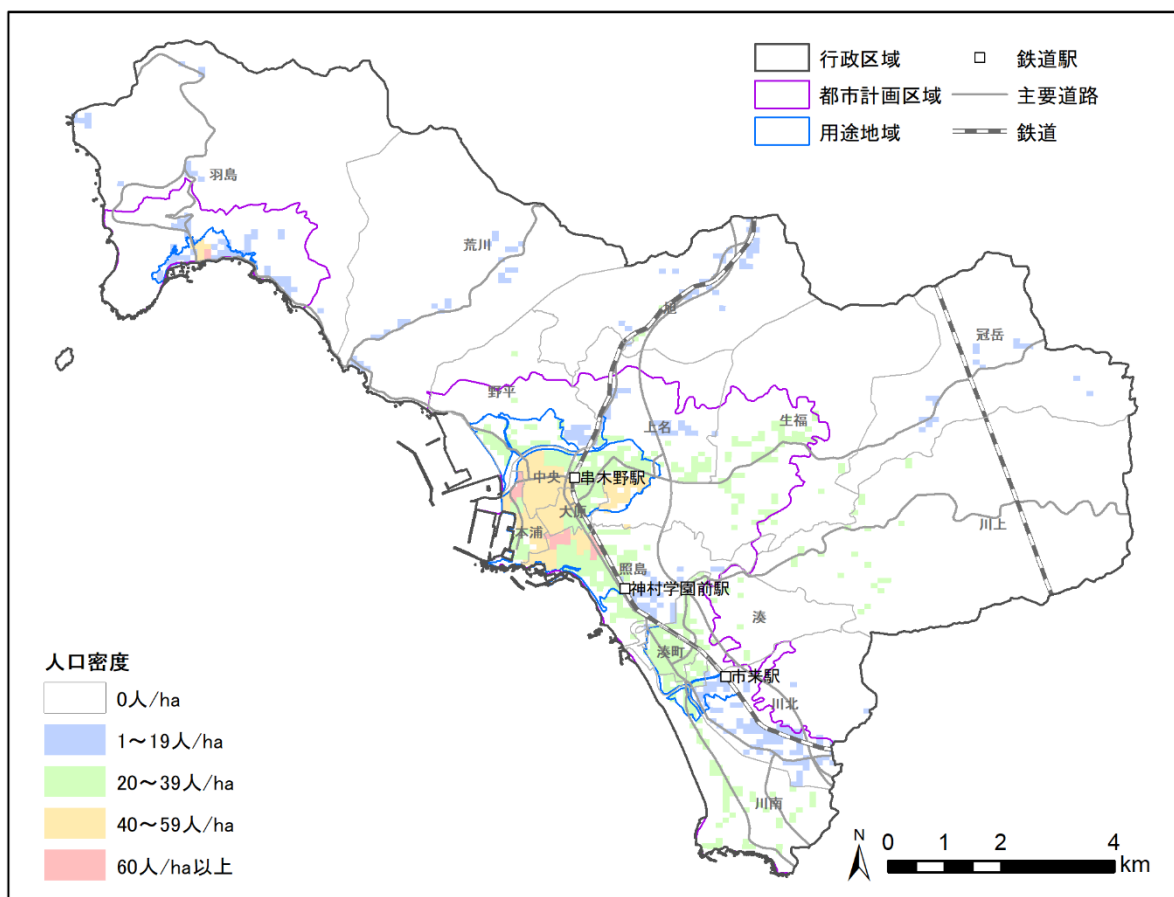 行政区域
鉄道駅
都市計画区域
主要道路
用途地域
鉄道
羽島
荒川
旭
冠岳
野平
上名
生福
中央
串木野駅
大原
本浦
川上
照島
神村学園前駅
湊
湊町
市来駅
川北
川南
人口密度
0人/ha
1～19人/ha
20～39人/ha
40～59人/ha
60人/ha以上
N
0 1 2 4
km